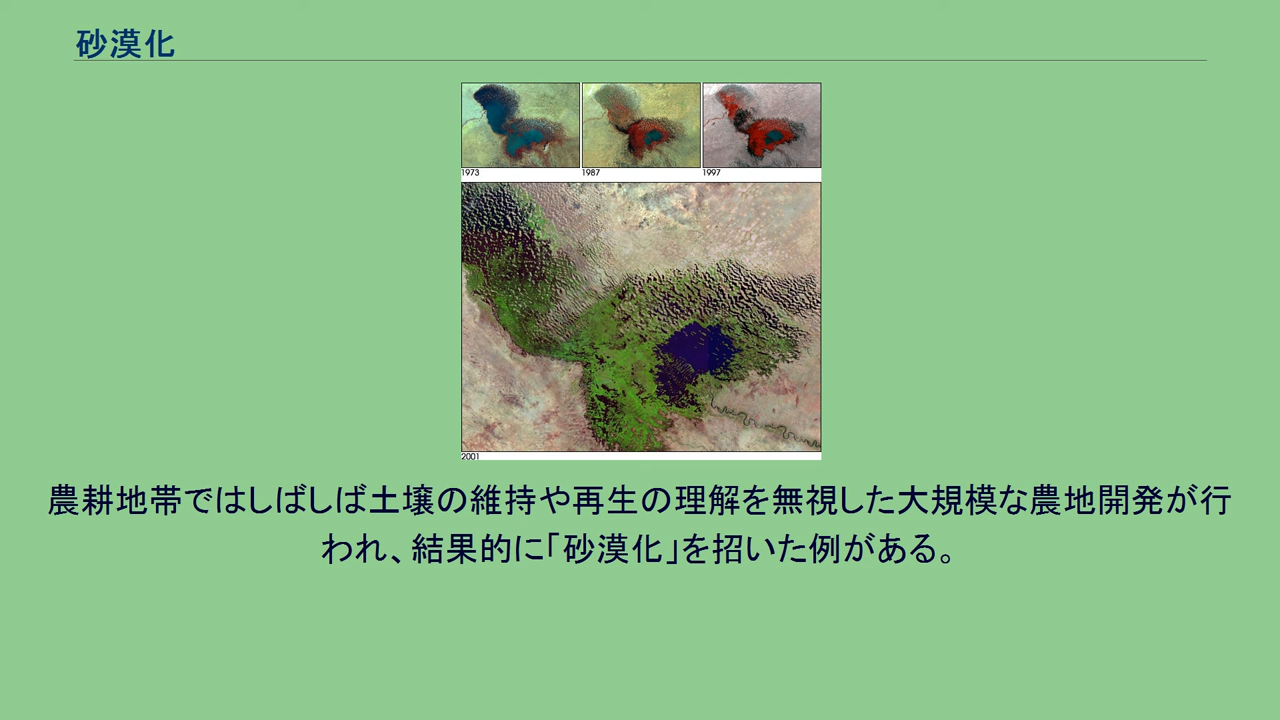 砂漠化
1973
1987
1997
2001
農耕地帯ではしばしば土壌の維持や再生の理解を無視した大規模な農地開発が行
われ、結果的に｢砂漠化｣を招いた例がある。